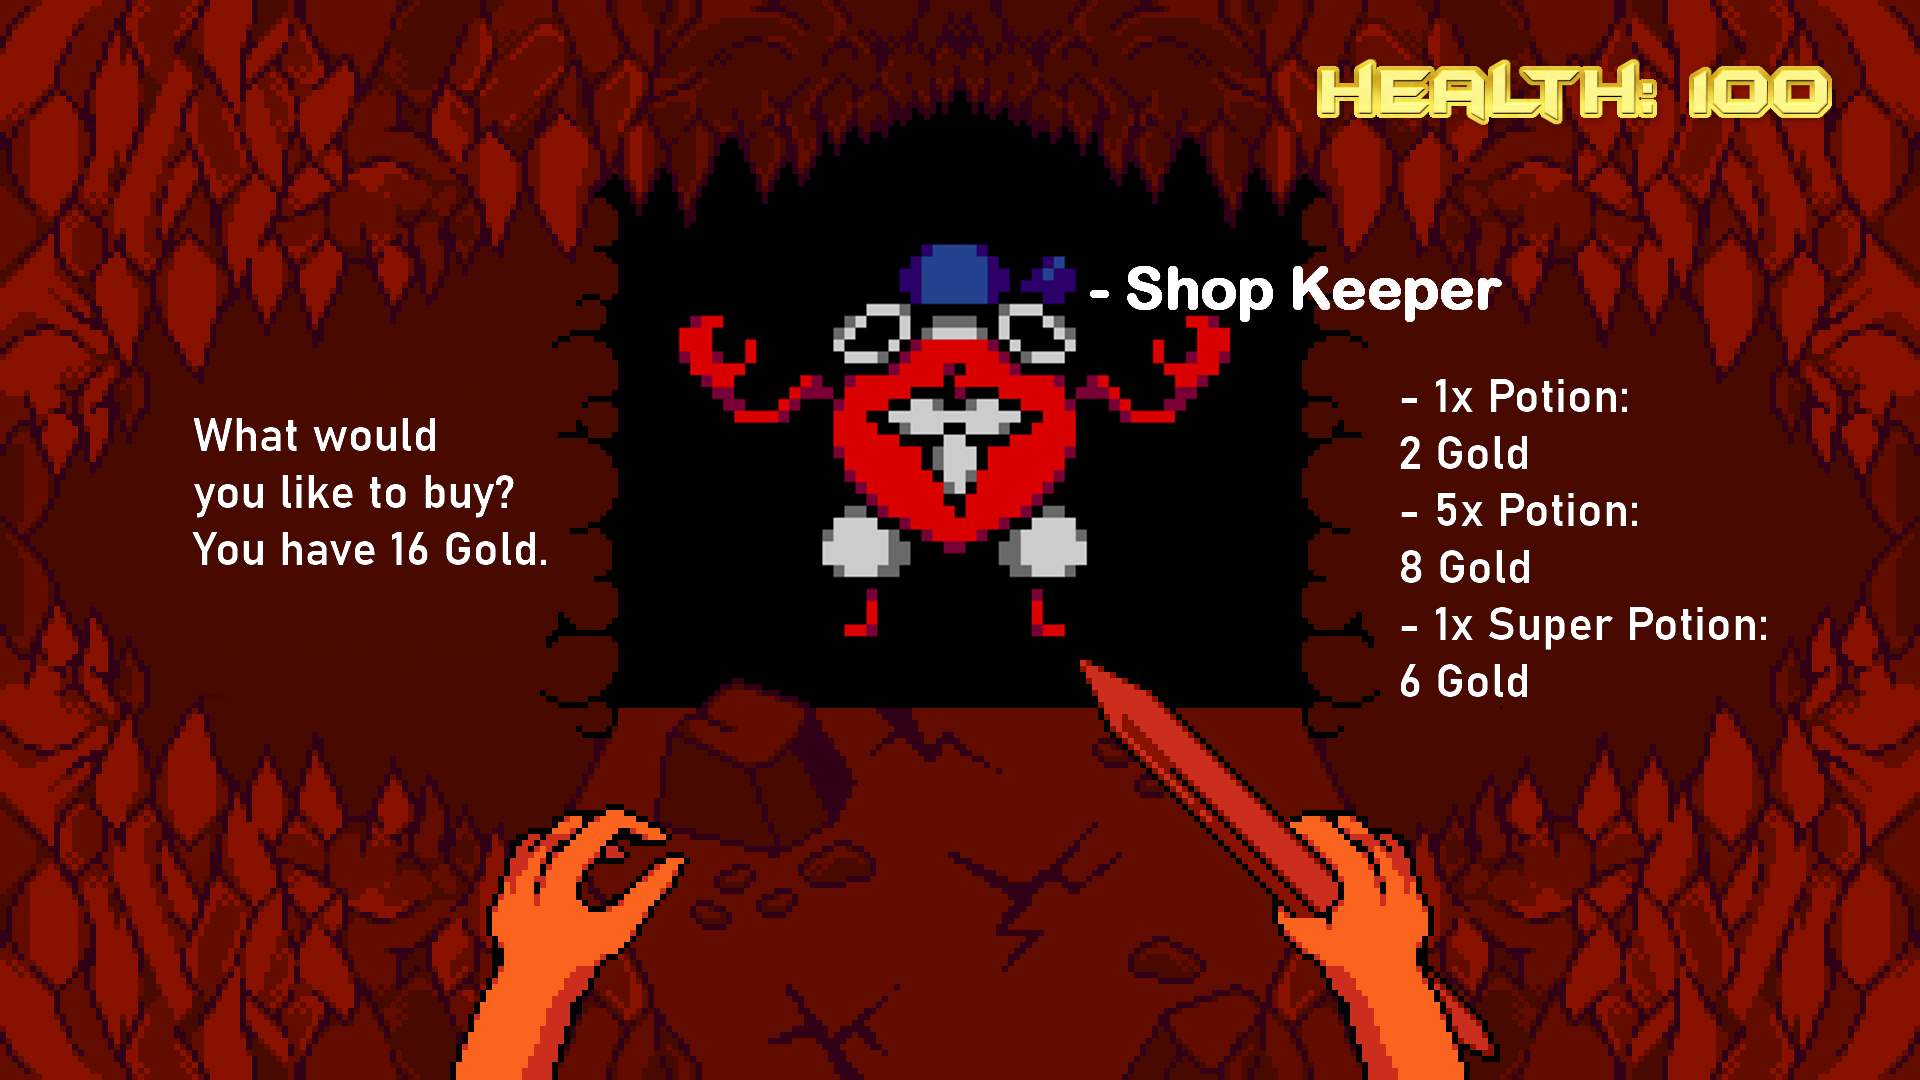 HEALTH: 100
- Shop Keeper
What would
you like to buy?
You have 16 Gold.
- 1x Potion:
2 Gold
- 5x Potion:
8 Gold
- 1x Super Potion:
6 Gold